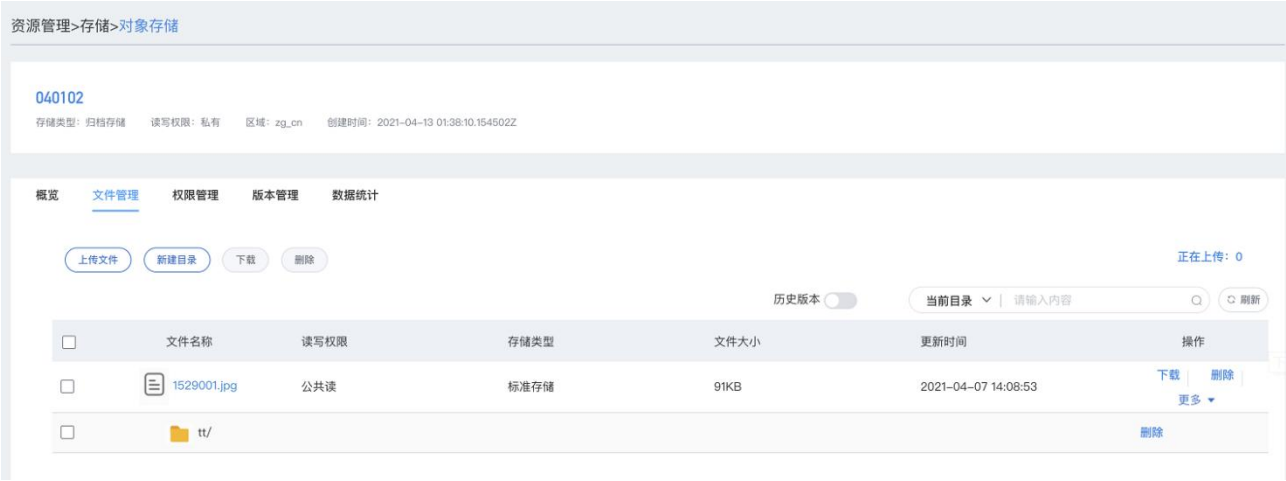 资源管理>存储>对象存储
040102
存储类型：归档存储 读写权限：私有 区域：zg_cn 创建时间：2021-04-13 01:38:10.154502Z
概览 文件管理 权限管理 版本管理 数据统计
上传文件 新建目录 下载 删除 正在上传：0
历史版本 当前目录 请输入内容 刷新
文件名称 读写权限 存储类型 文件大小 更新时间 操作
1529001.jpg 公共读 标准存储 91KB 2021-04-07 14:08:53 下载 删除
更多
tt/ 删除